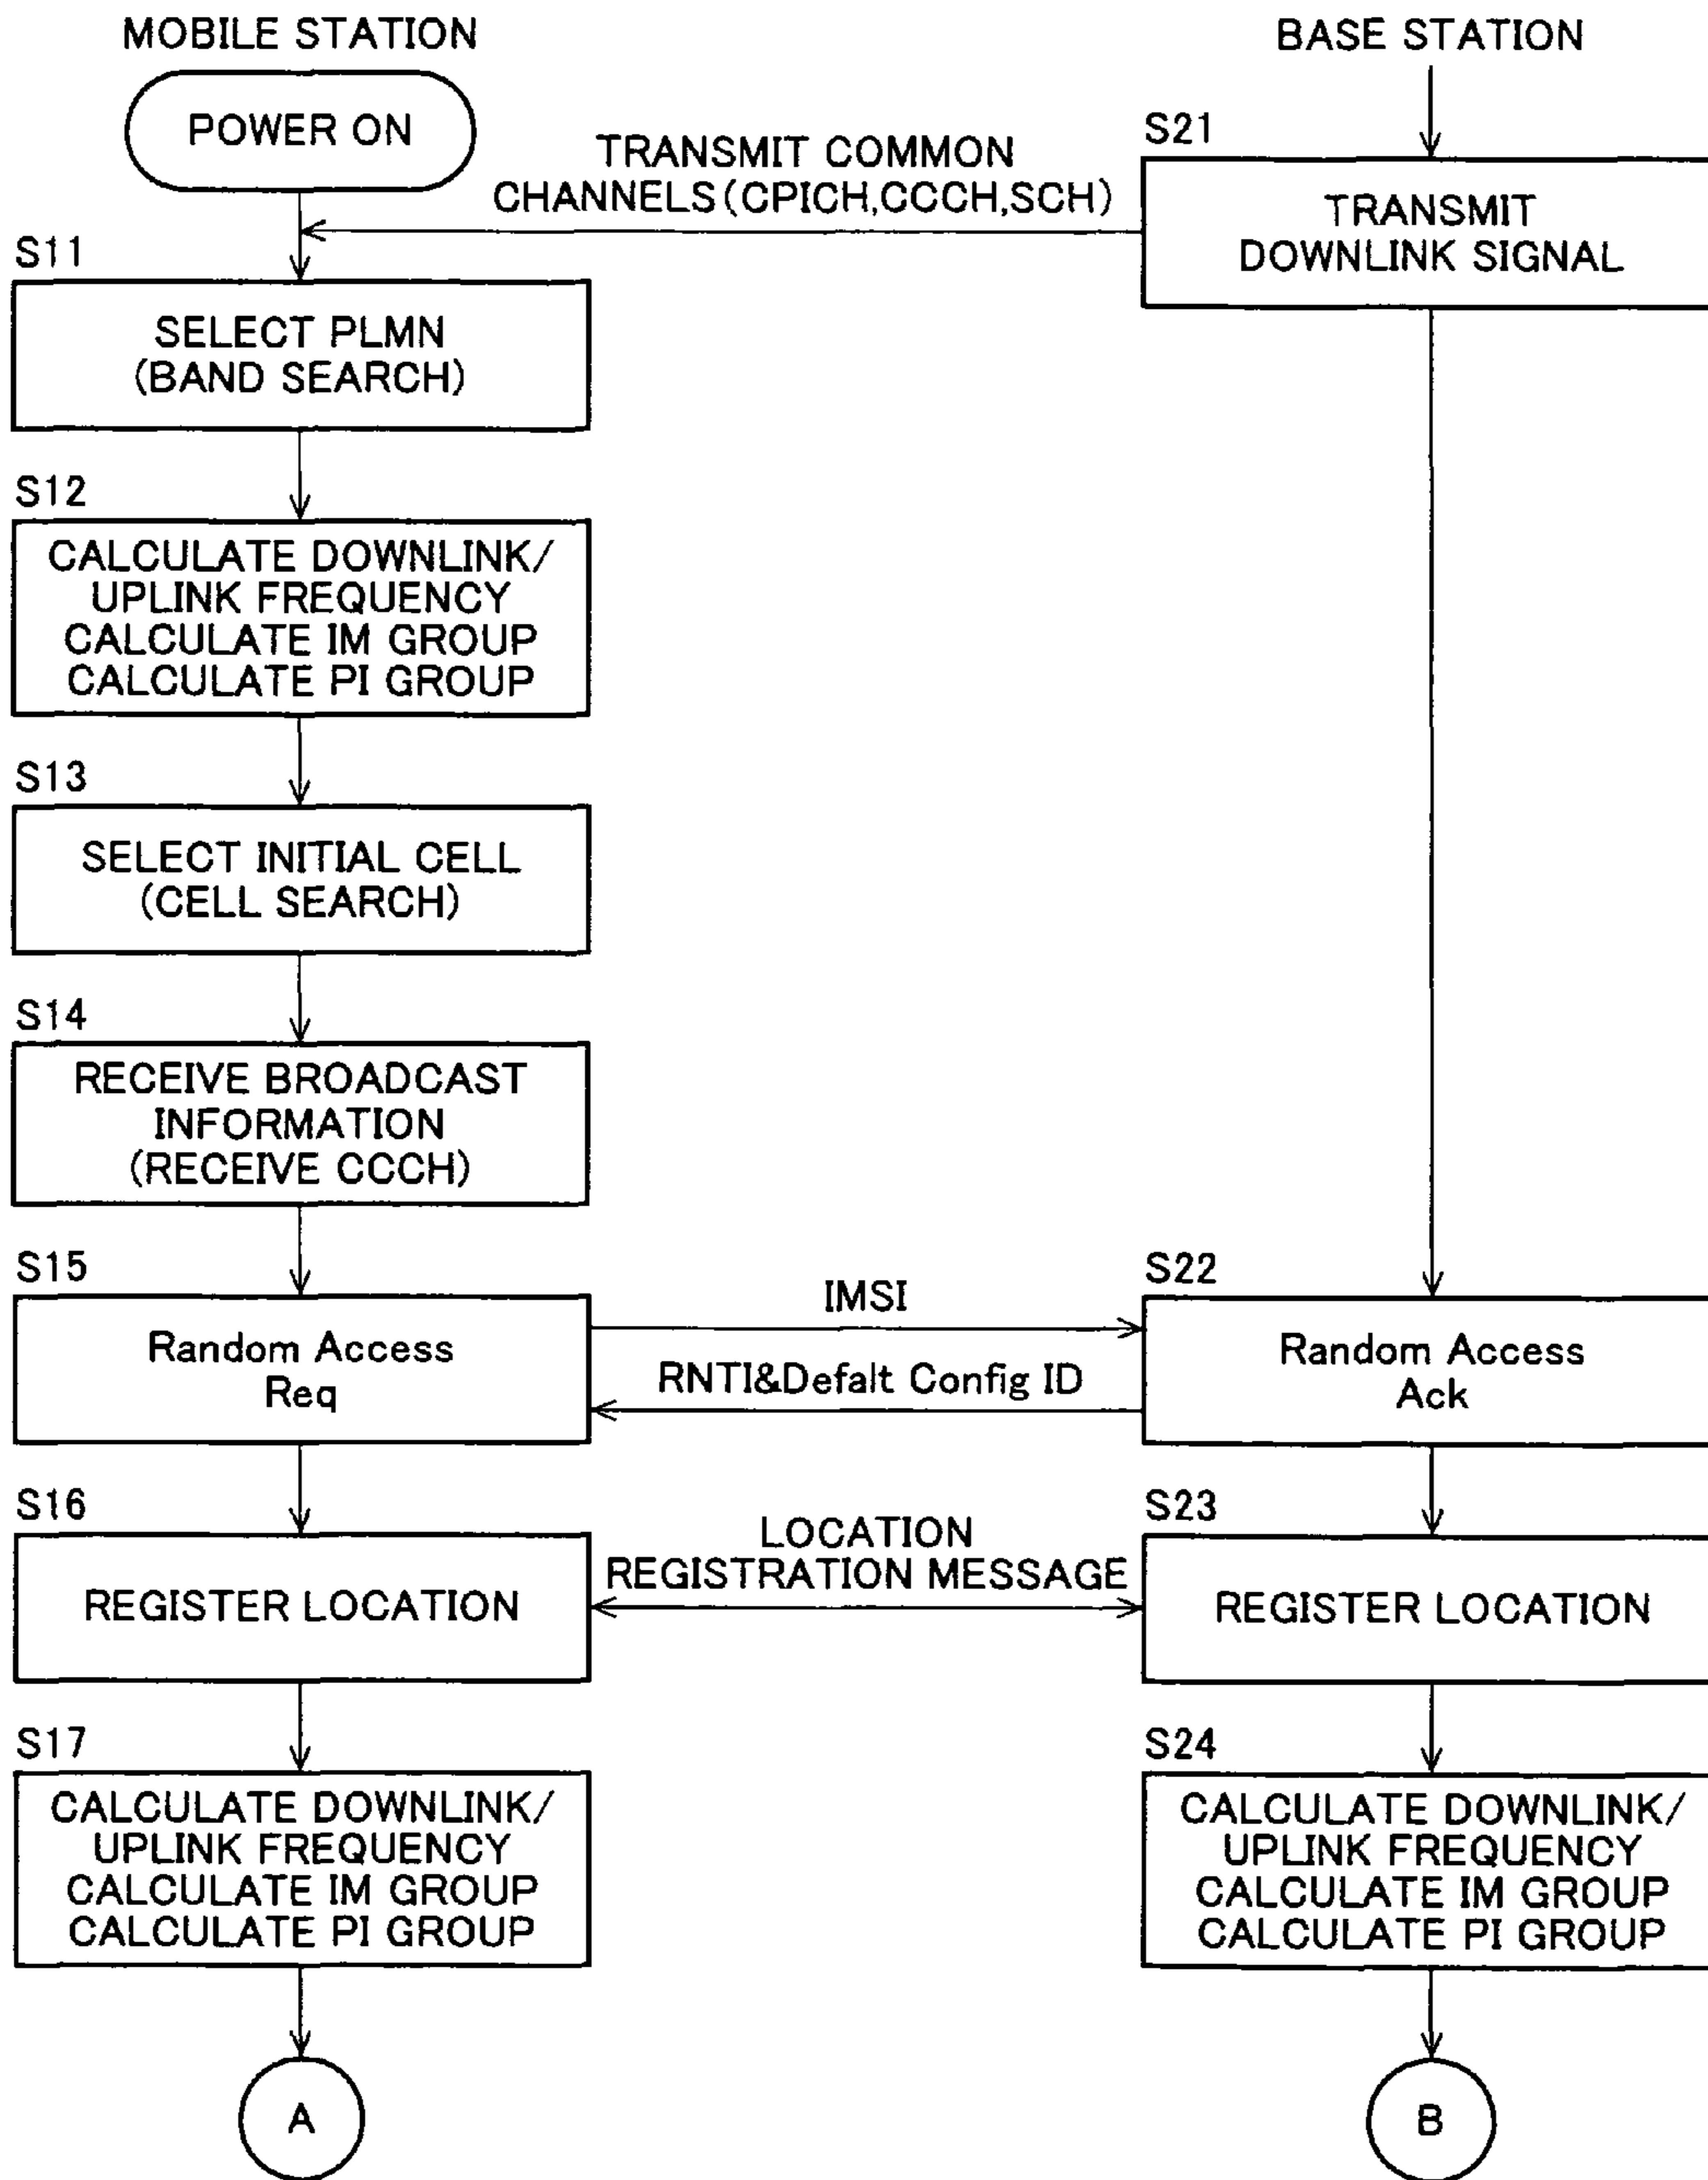 MOBILE STATION
BASE STATION
POWER ON
TRANSMIT COMMON
CHANNELS(CPICH,CCCH,SCH)
S21
TRANSMIT
DOWNLINK SIGNAL
S11
SELECT PLMN
(BAND SEARCH)
S12
CALCULATE DOWNLINK/
UPLINK FREQUENCY
CALCULATE IM GROUP
CALCULATE PI GROUP
S13
SELECT INITIAL CELL
(CELL SEARCH)
S14
RECEIVE BROADCAST
INFORMATION
(RECEIVE CCCH)
S15
Random Access
Req
IMSI
RNTI&Defalt Config ID
S22
Random Access
Ack
S16
REGISTER LOCATION
LOCATION
REGISTRATION MESSAGE
S23
REGISTER LOCATION
S17
CALCULATE DOWNLINK/
UPLINK FREQUENCY
CALCULATE IM GROUP
CALCULATE PI GROUP
S24
CALCULATE DOWNLINK/
UPLINK FREQUENCY
CALCULATE IM GROUP
CALCULATE PI GROUP
A
B